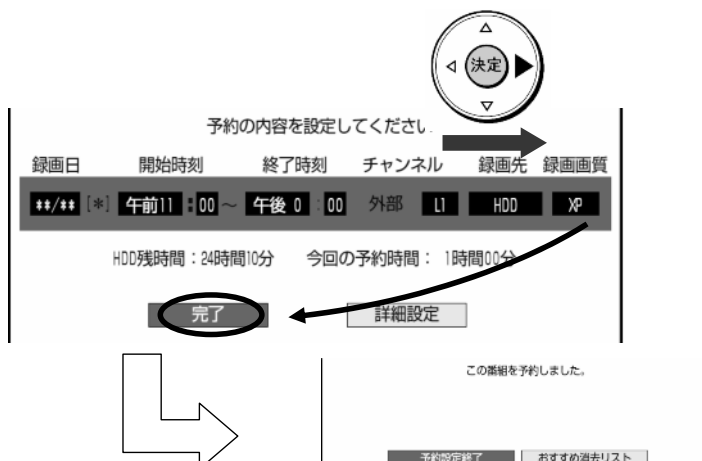 決定
予約の内容を設定してください
録画日 開始時刻 終了時刻 チャンネル 録画先 録画画質
**/** [*] 午前11:00~ 午後 0:00 外部 L1 HDD XP
HDD残時間:24時間10分 今回の予約時間: 1時間00分
完了 詳細設定
この番組を予約しました。
予約設定終了 おすすめ消去リスト